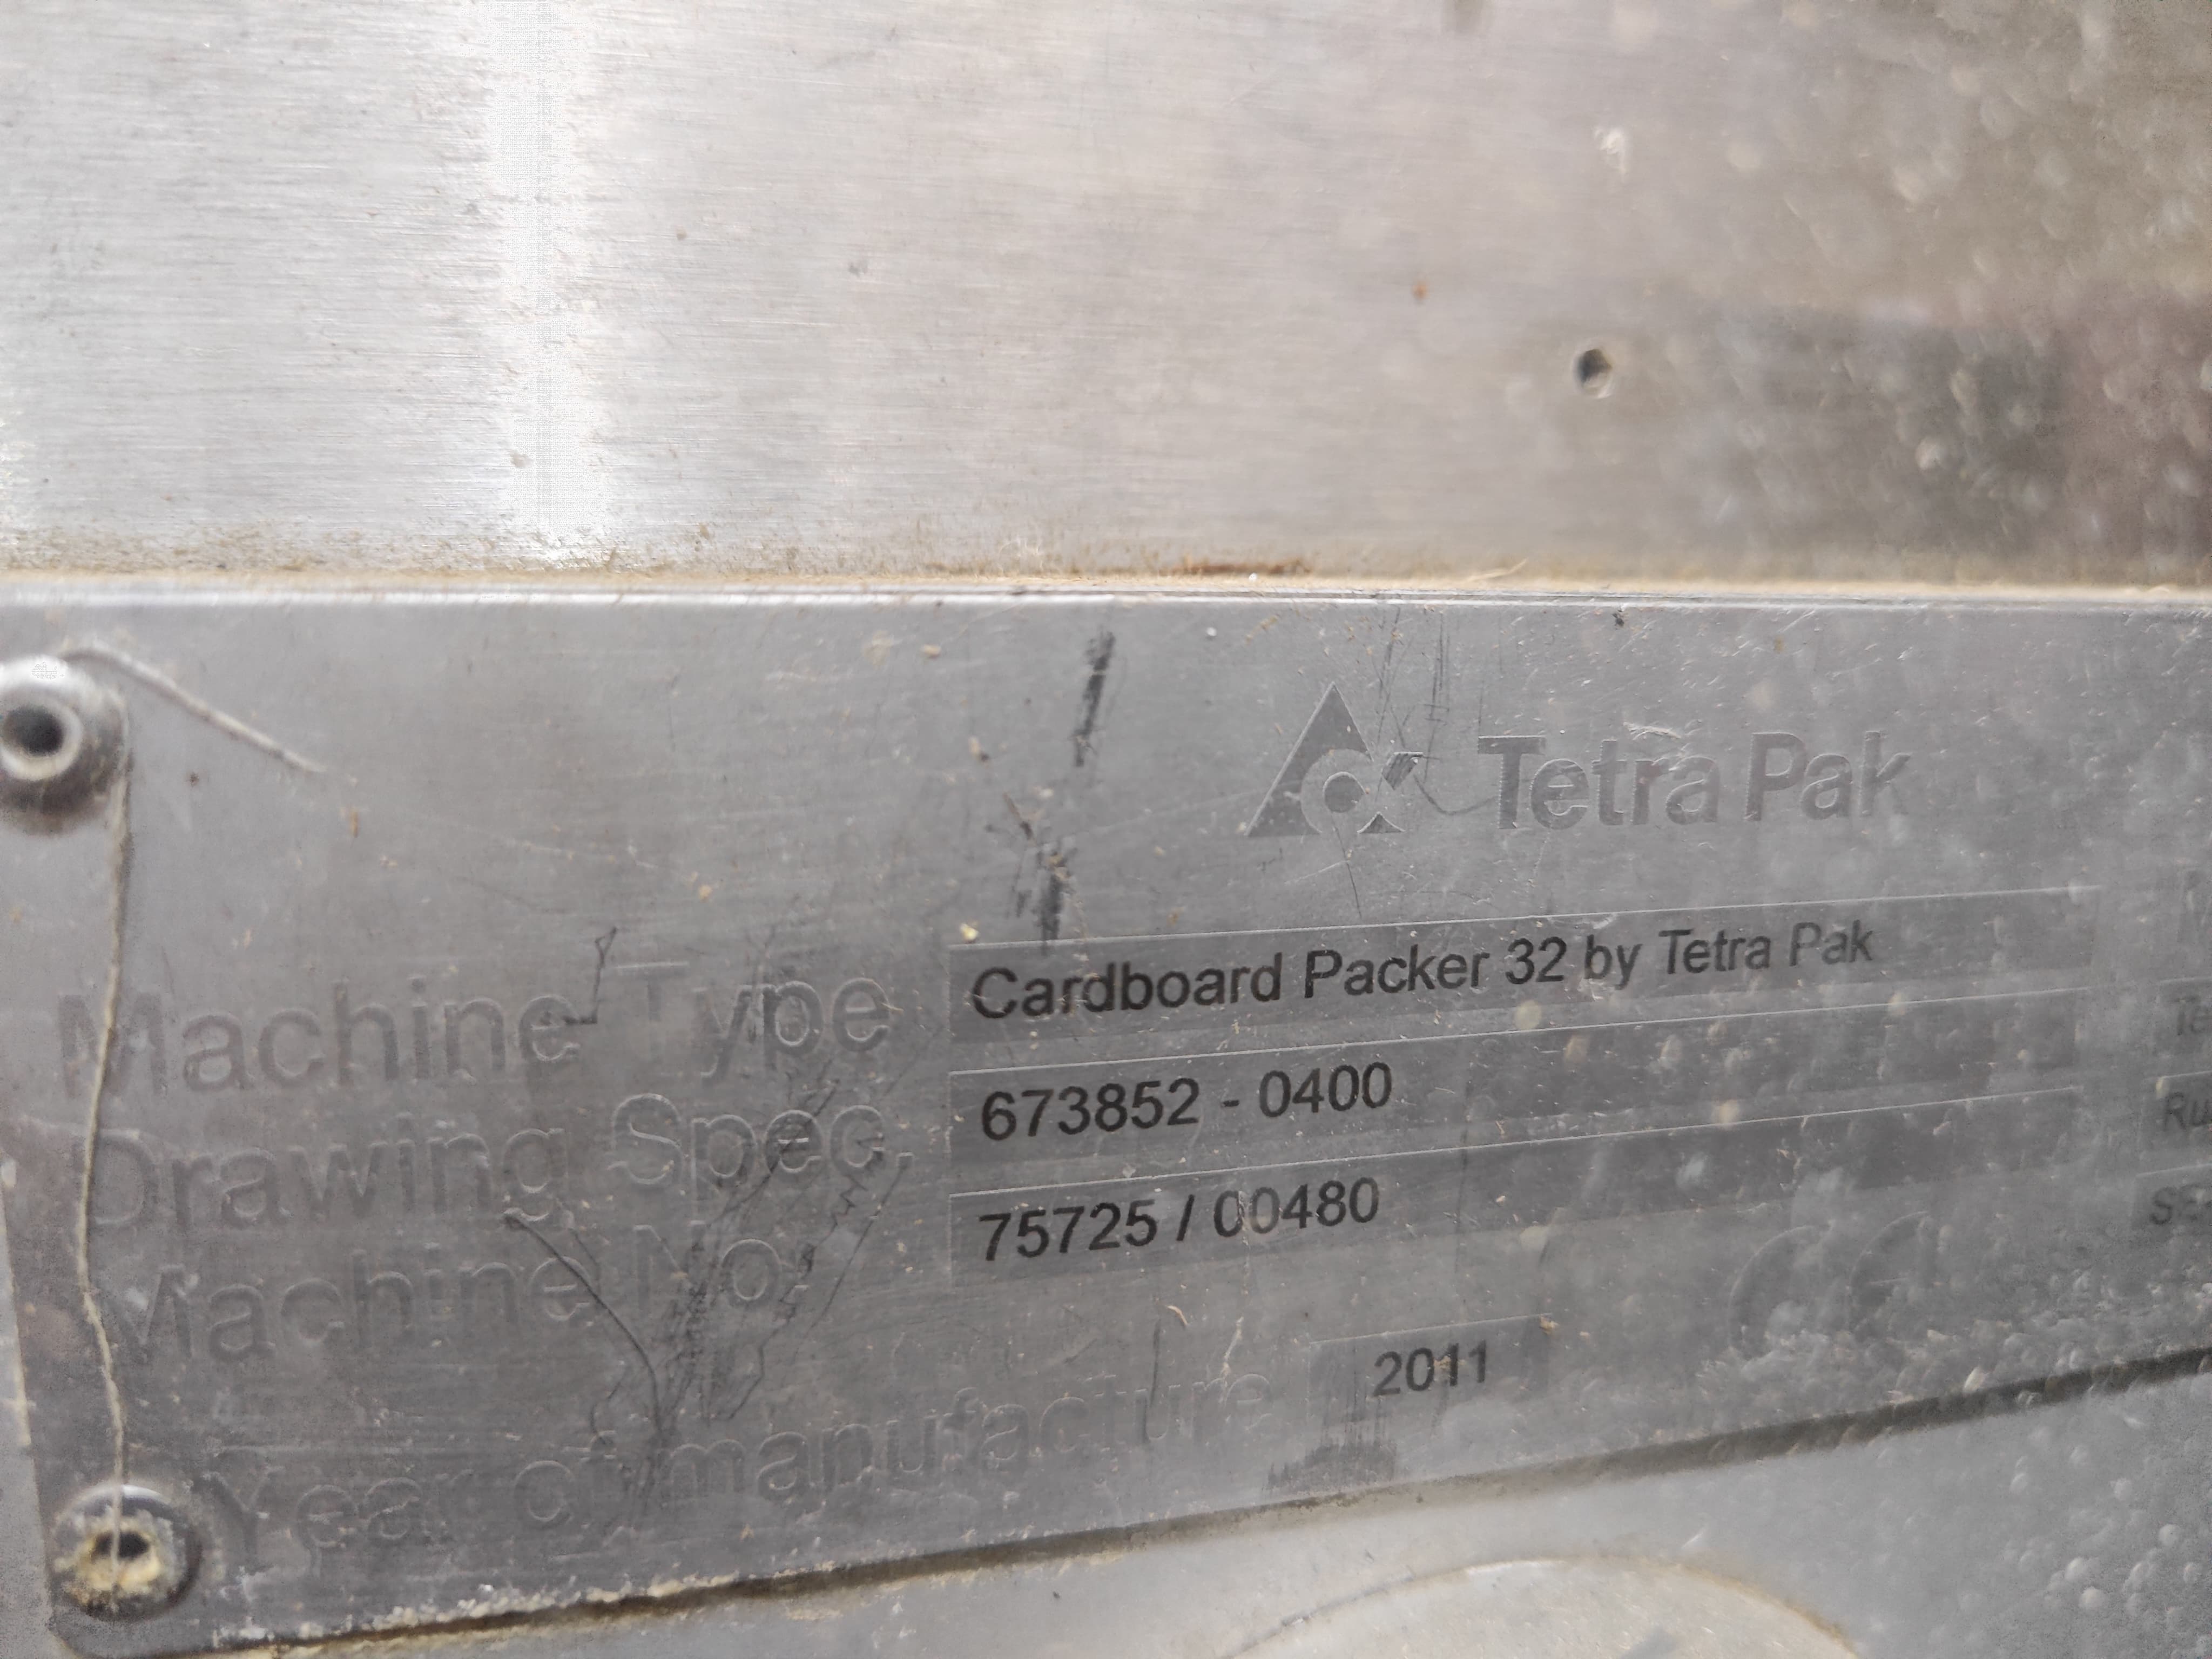 Tetra Pak
Machine Type Cardboard Packer 32 by Tetra Pak
Drawing Spec. 673852 - 0400
Machine No. 75725 / 00480
Year of manufacture 2011
CE